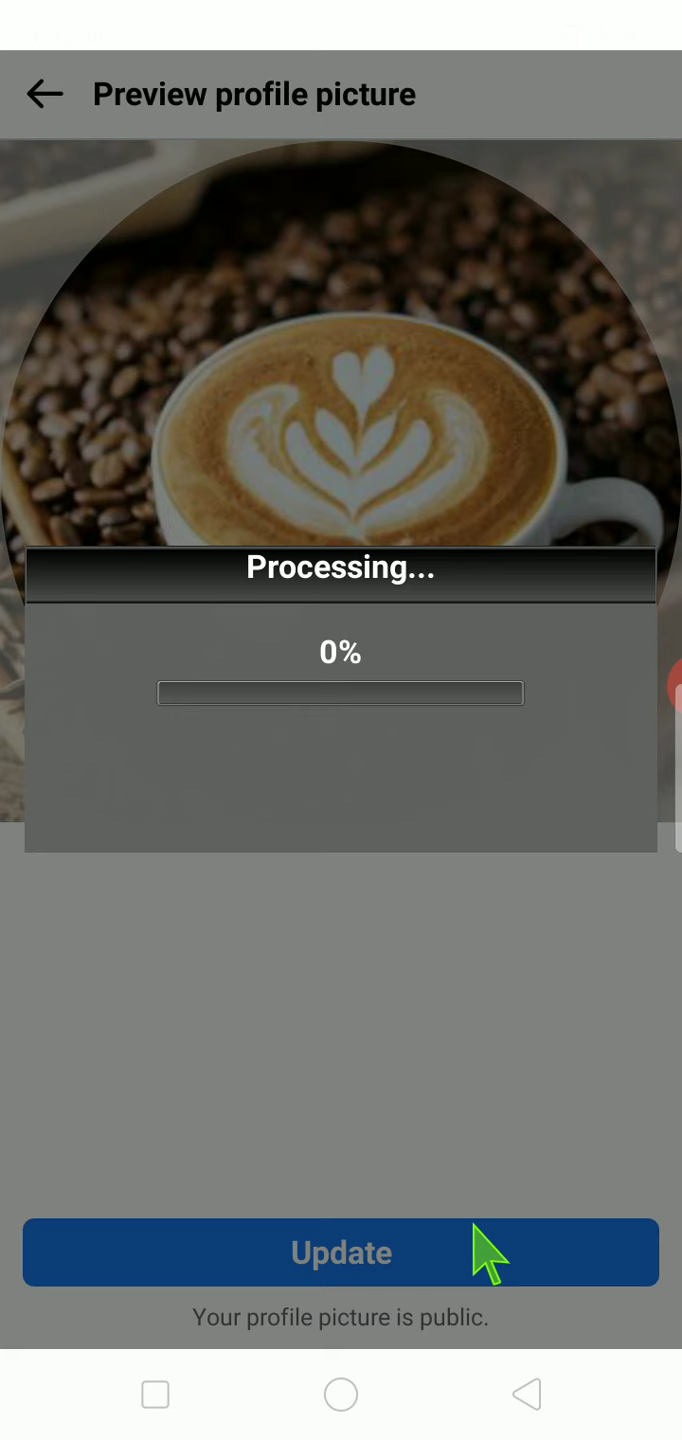 Preview profile picture
Processing...
0%
Update
Your profile picture is public.